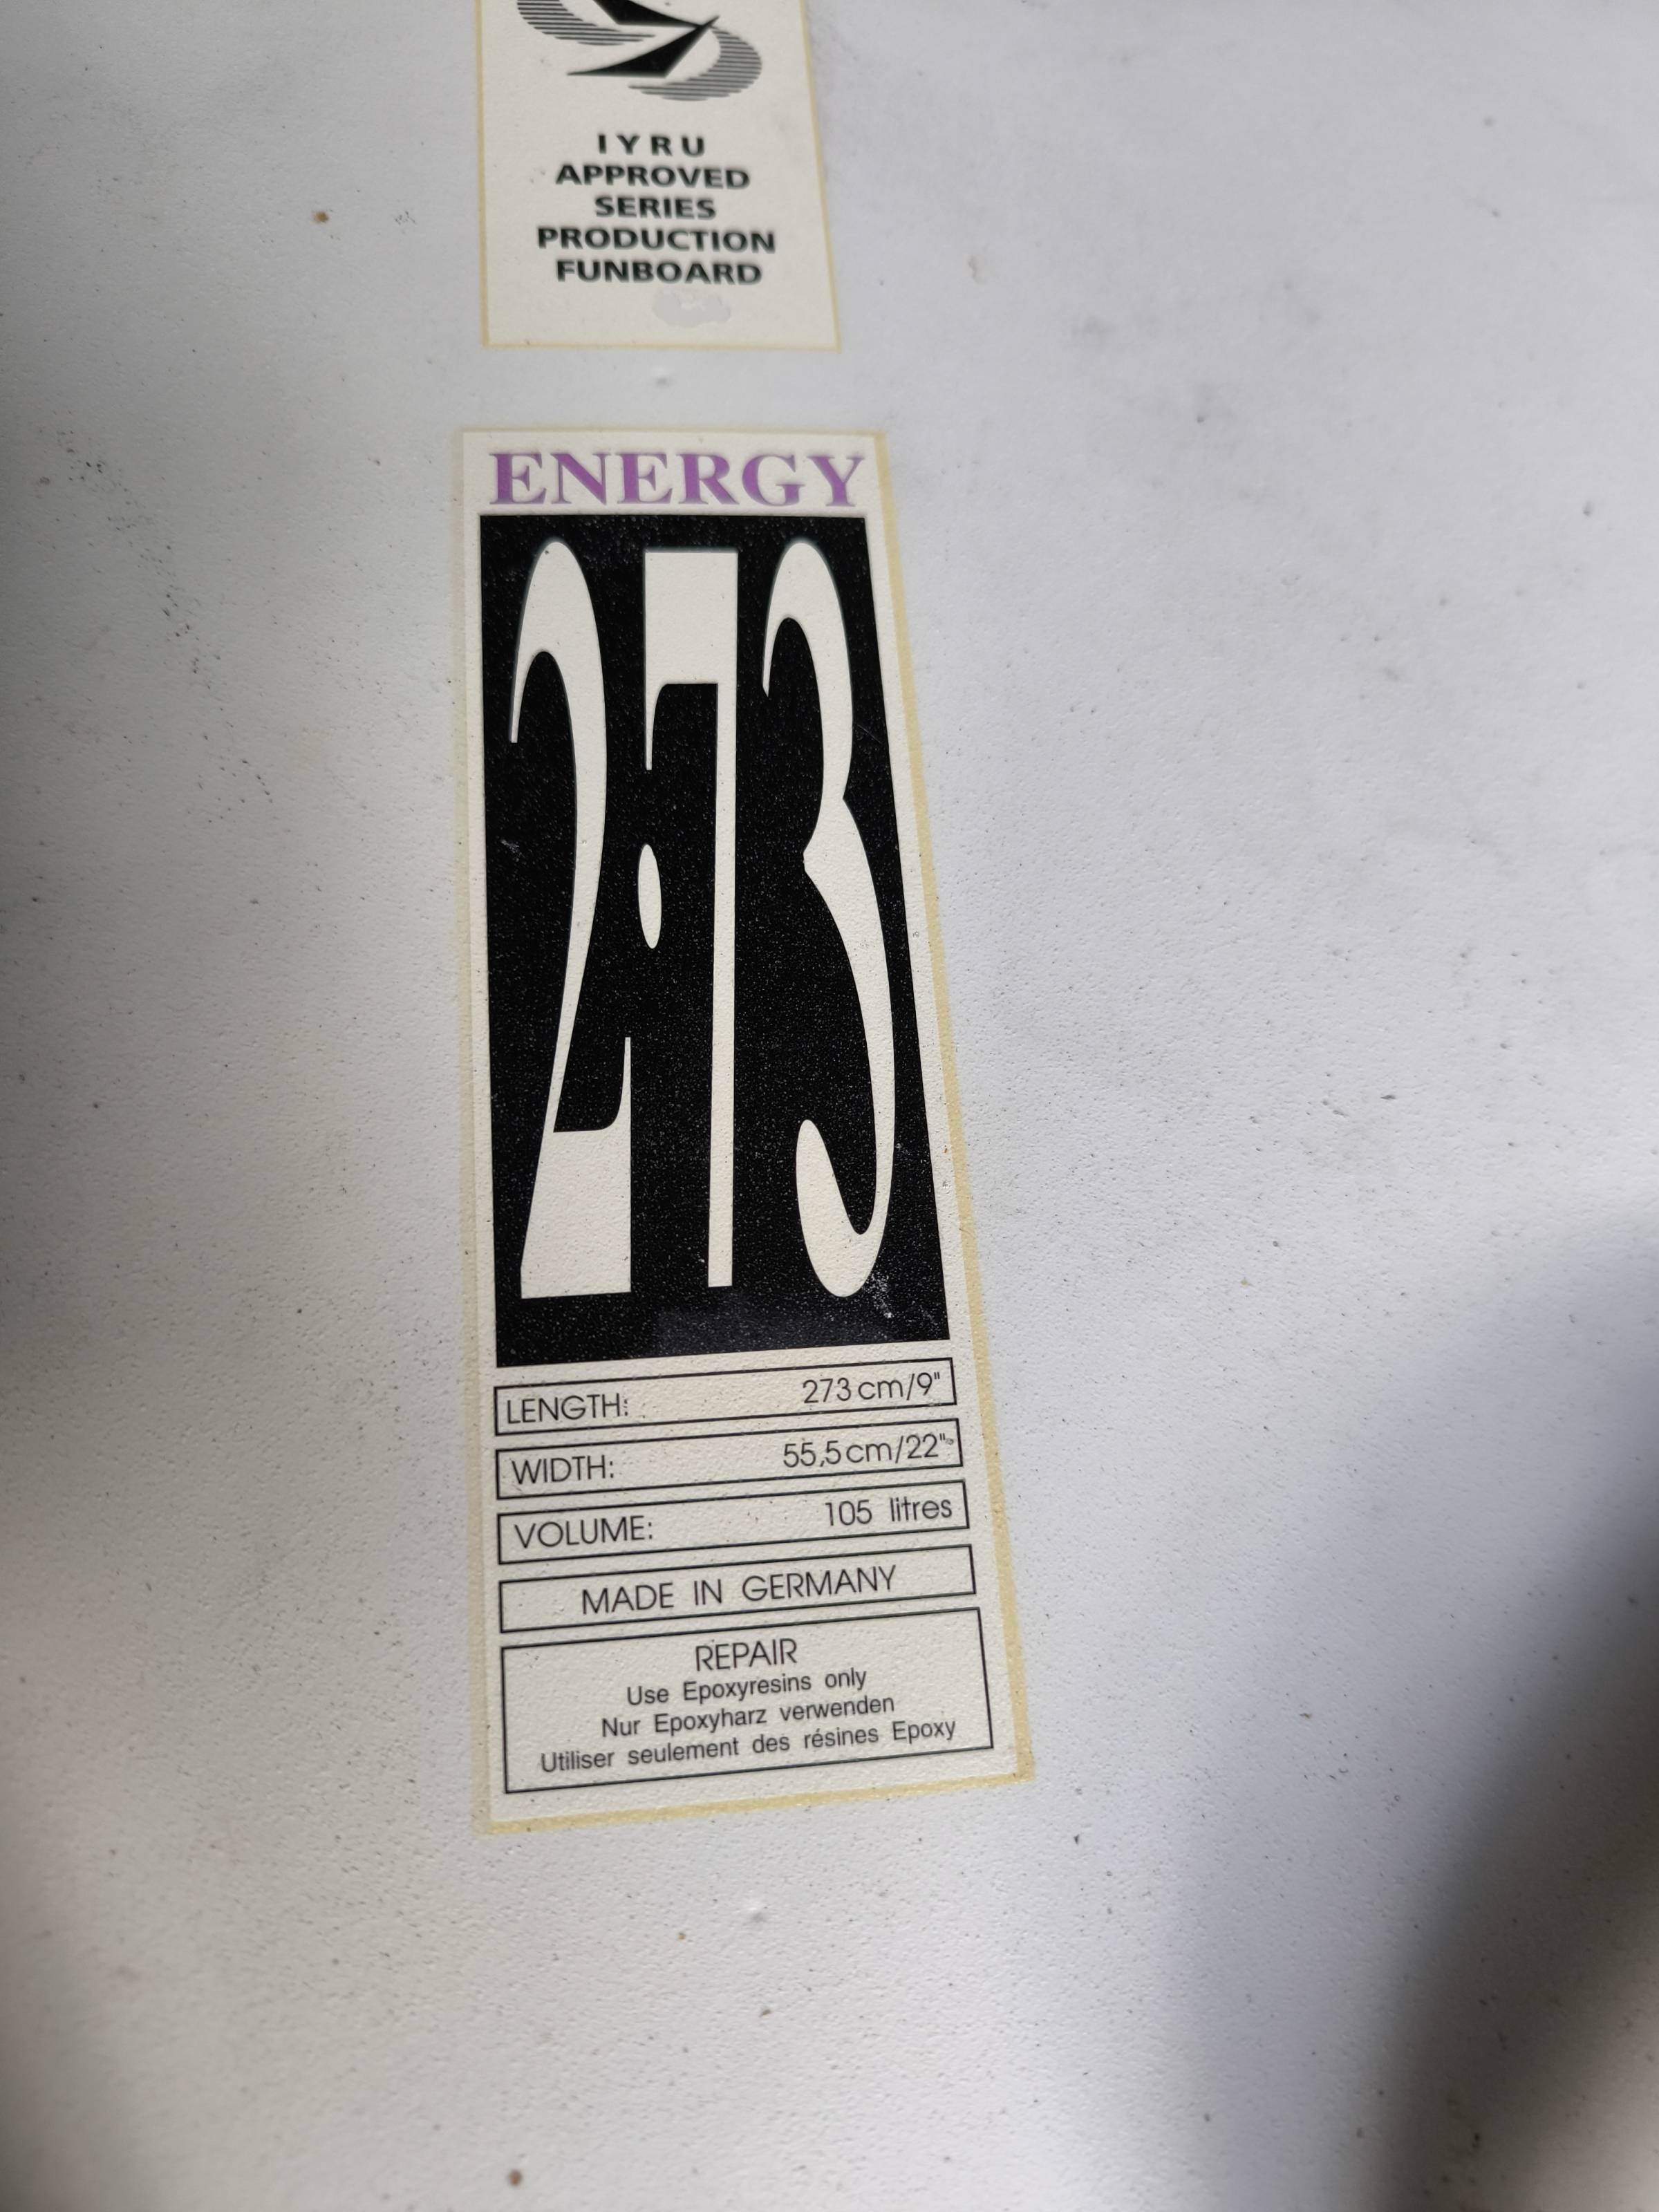 IYRU
APPROVED
SERIES
PRODUCTION
FUNBOARD
ENERGY
273
LENGTH: 273 cm/9"
WIDTH: 55,5 cm/22"
VOLUME: 105 litres
MADE IN GERMANY
REPAIR
Use Epoxyresins only
Nur Epoxyharz verwenden
Utiliser seulement des résines Epoxy